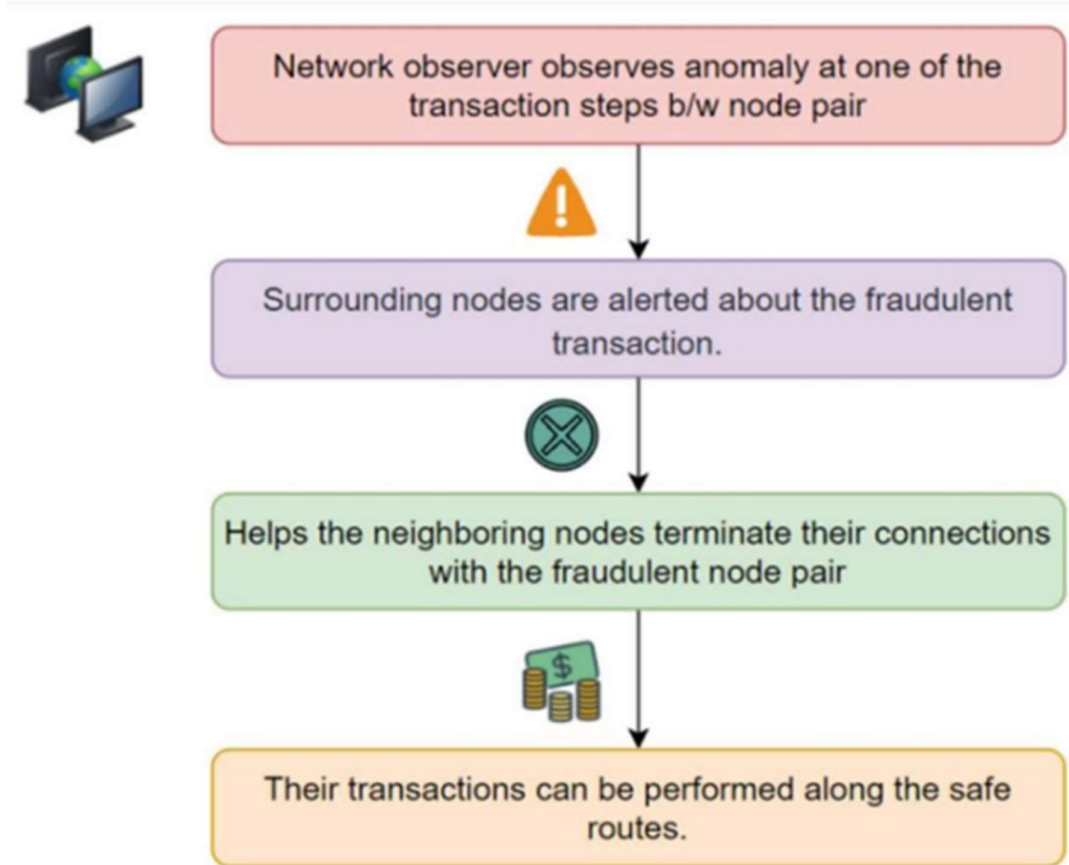 Network observer observes anomaly at one of the
transaction steps b/w node pair
Surrounding nodes are alerted about the fraudulent
transaction.
Helps the neighboring nodes terminate their connections
with the fraudulent node pair
$
Their transactions can be performed along the safe
routes.